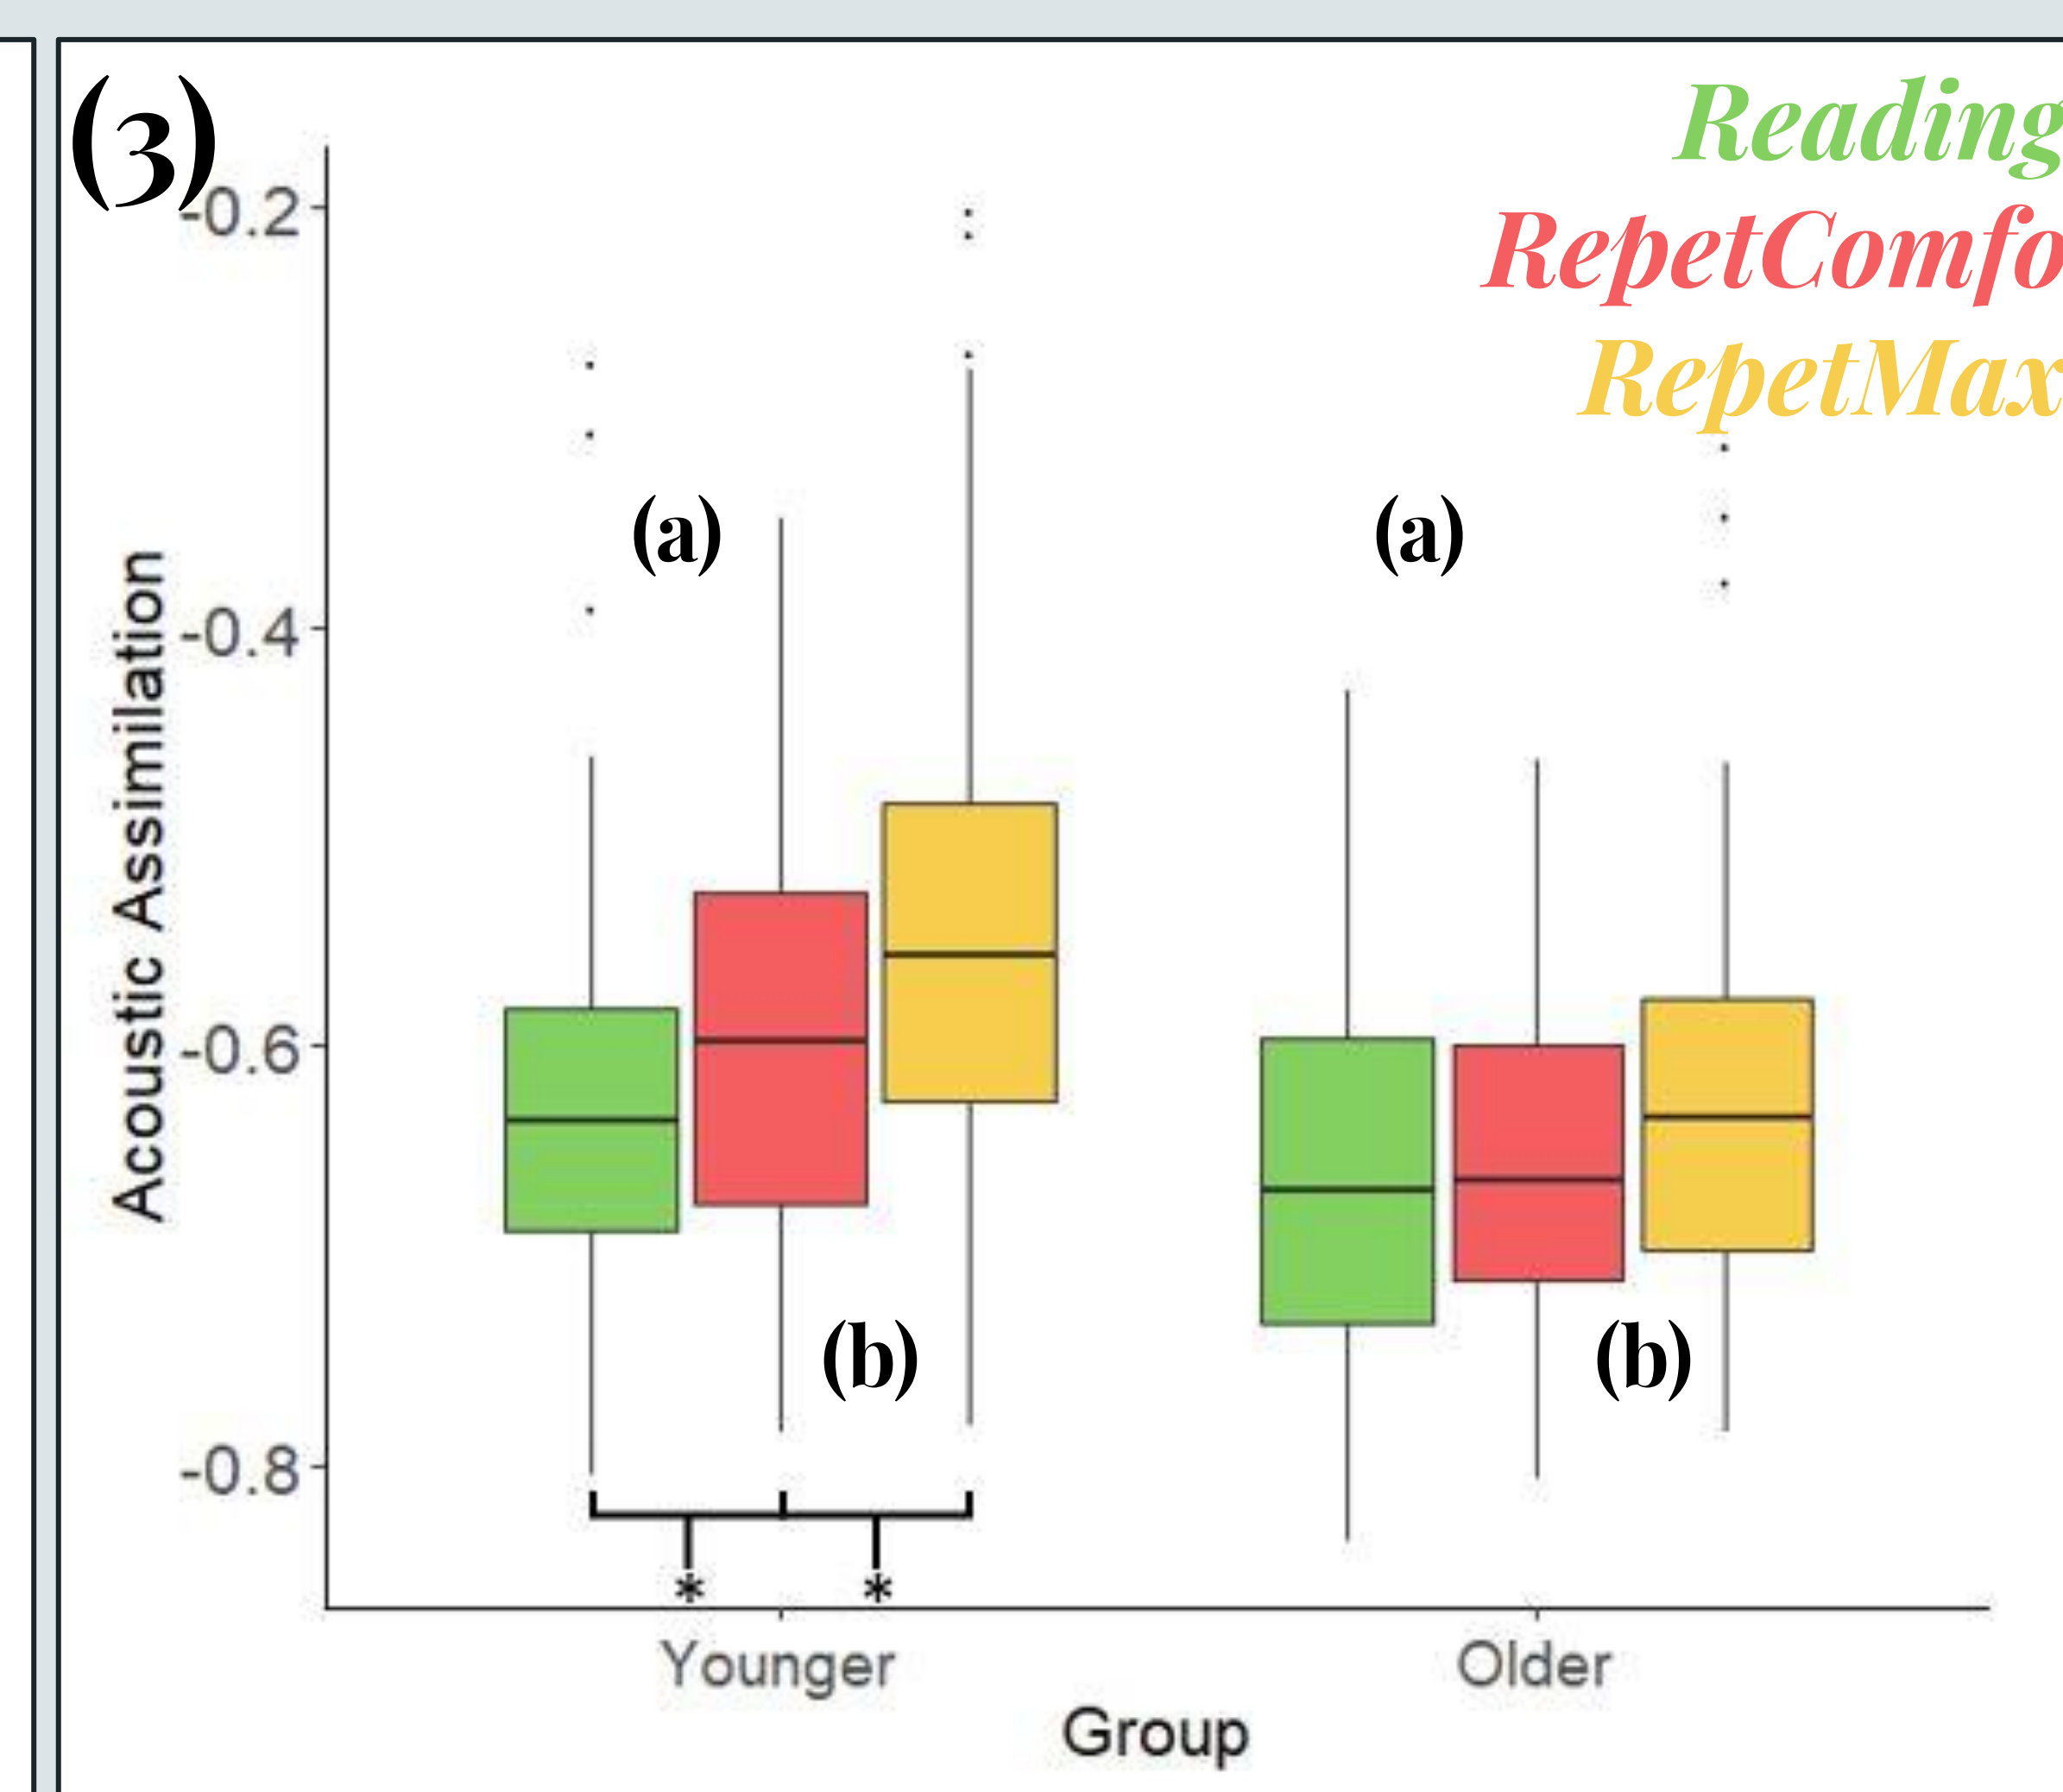 (3)
Reading
RepetComfo
RepetMax
-0.2
(a)
(a)
-0.4
Acoustic Assimilation
-0.6
(b)
(b)
-0.8
* *
Younger
Older
Group